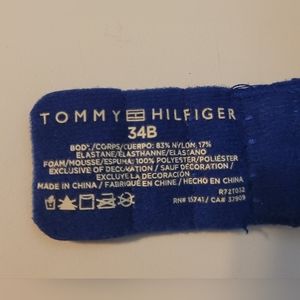 TOMMY HILFIGER
34B
BODY/CORPS/CUERPO: 83% NYLON, 17%
ELASTANE/ÉLASTHANNE/ELASTANO
FOAM/MOUSSE/ESPUMA: 100% POLYESTER/POLIÉSTER
EXCLUSIVE OF DECORATION / SAUF DÉCORATION /
EXCLUYE LA DECORACIÓN
MADE IN CHINA / FABRIQUÉ EN CHINE / HECHO EN CHINA
R72T032
RN# 15741/ CA# 37909